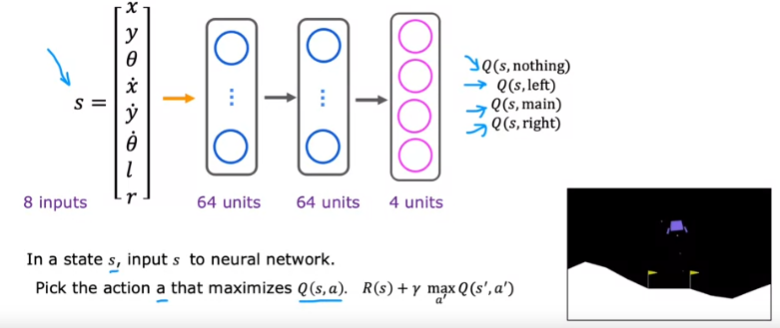 s =
x
y
θ
ẋ
ẏ
θ̇
l
r
8 inputs
64 units
64 units
4 units
Q(s, nothing)
Q(s, left)
Q(s, main)
Q(s, right)
In a state s, input s to neural network.
Pick the action a that maximizes Q(s, a). R(s) + γ max Q(s', a')
a'